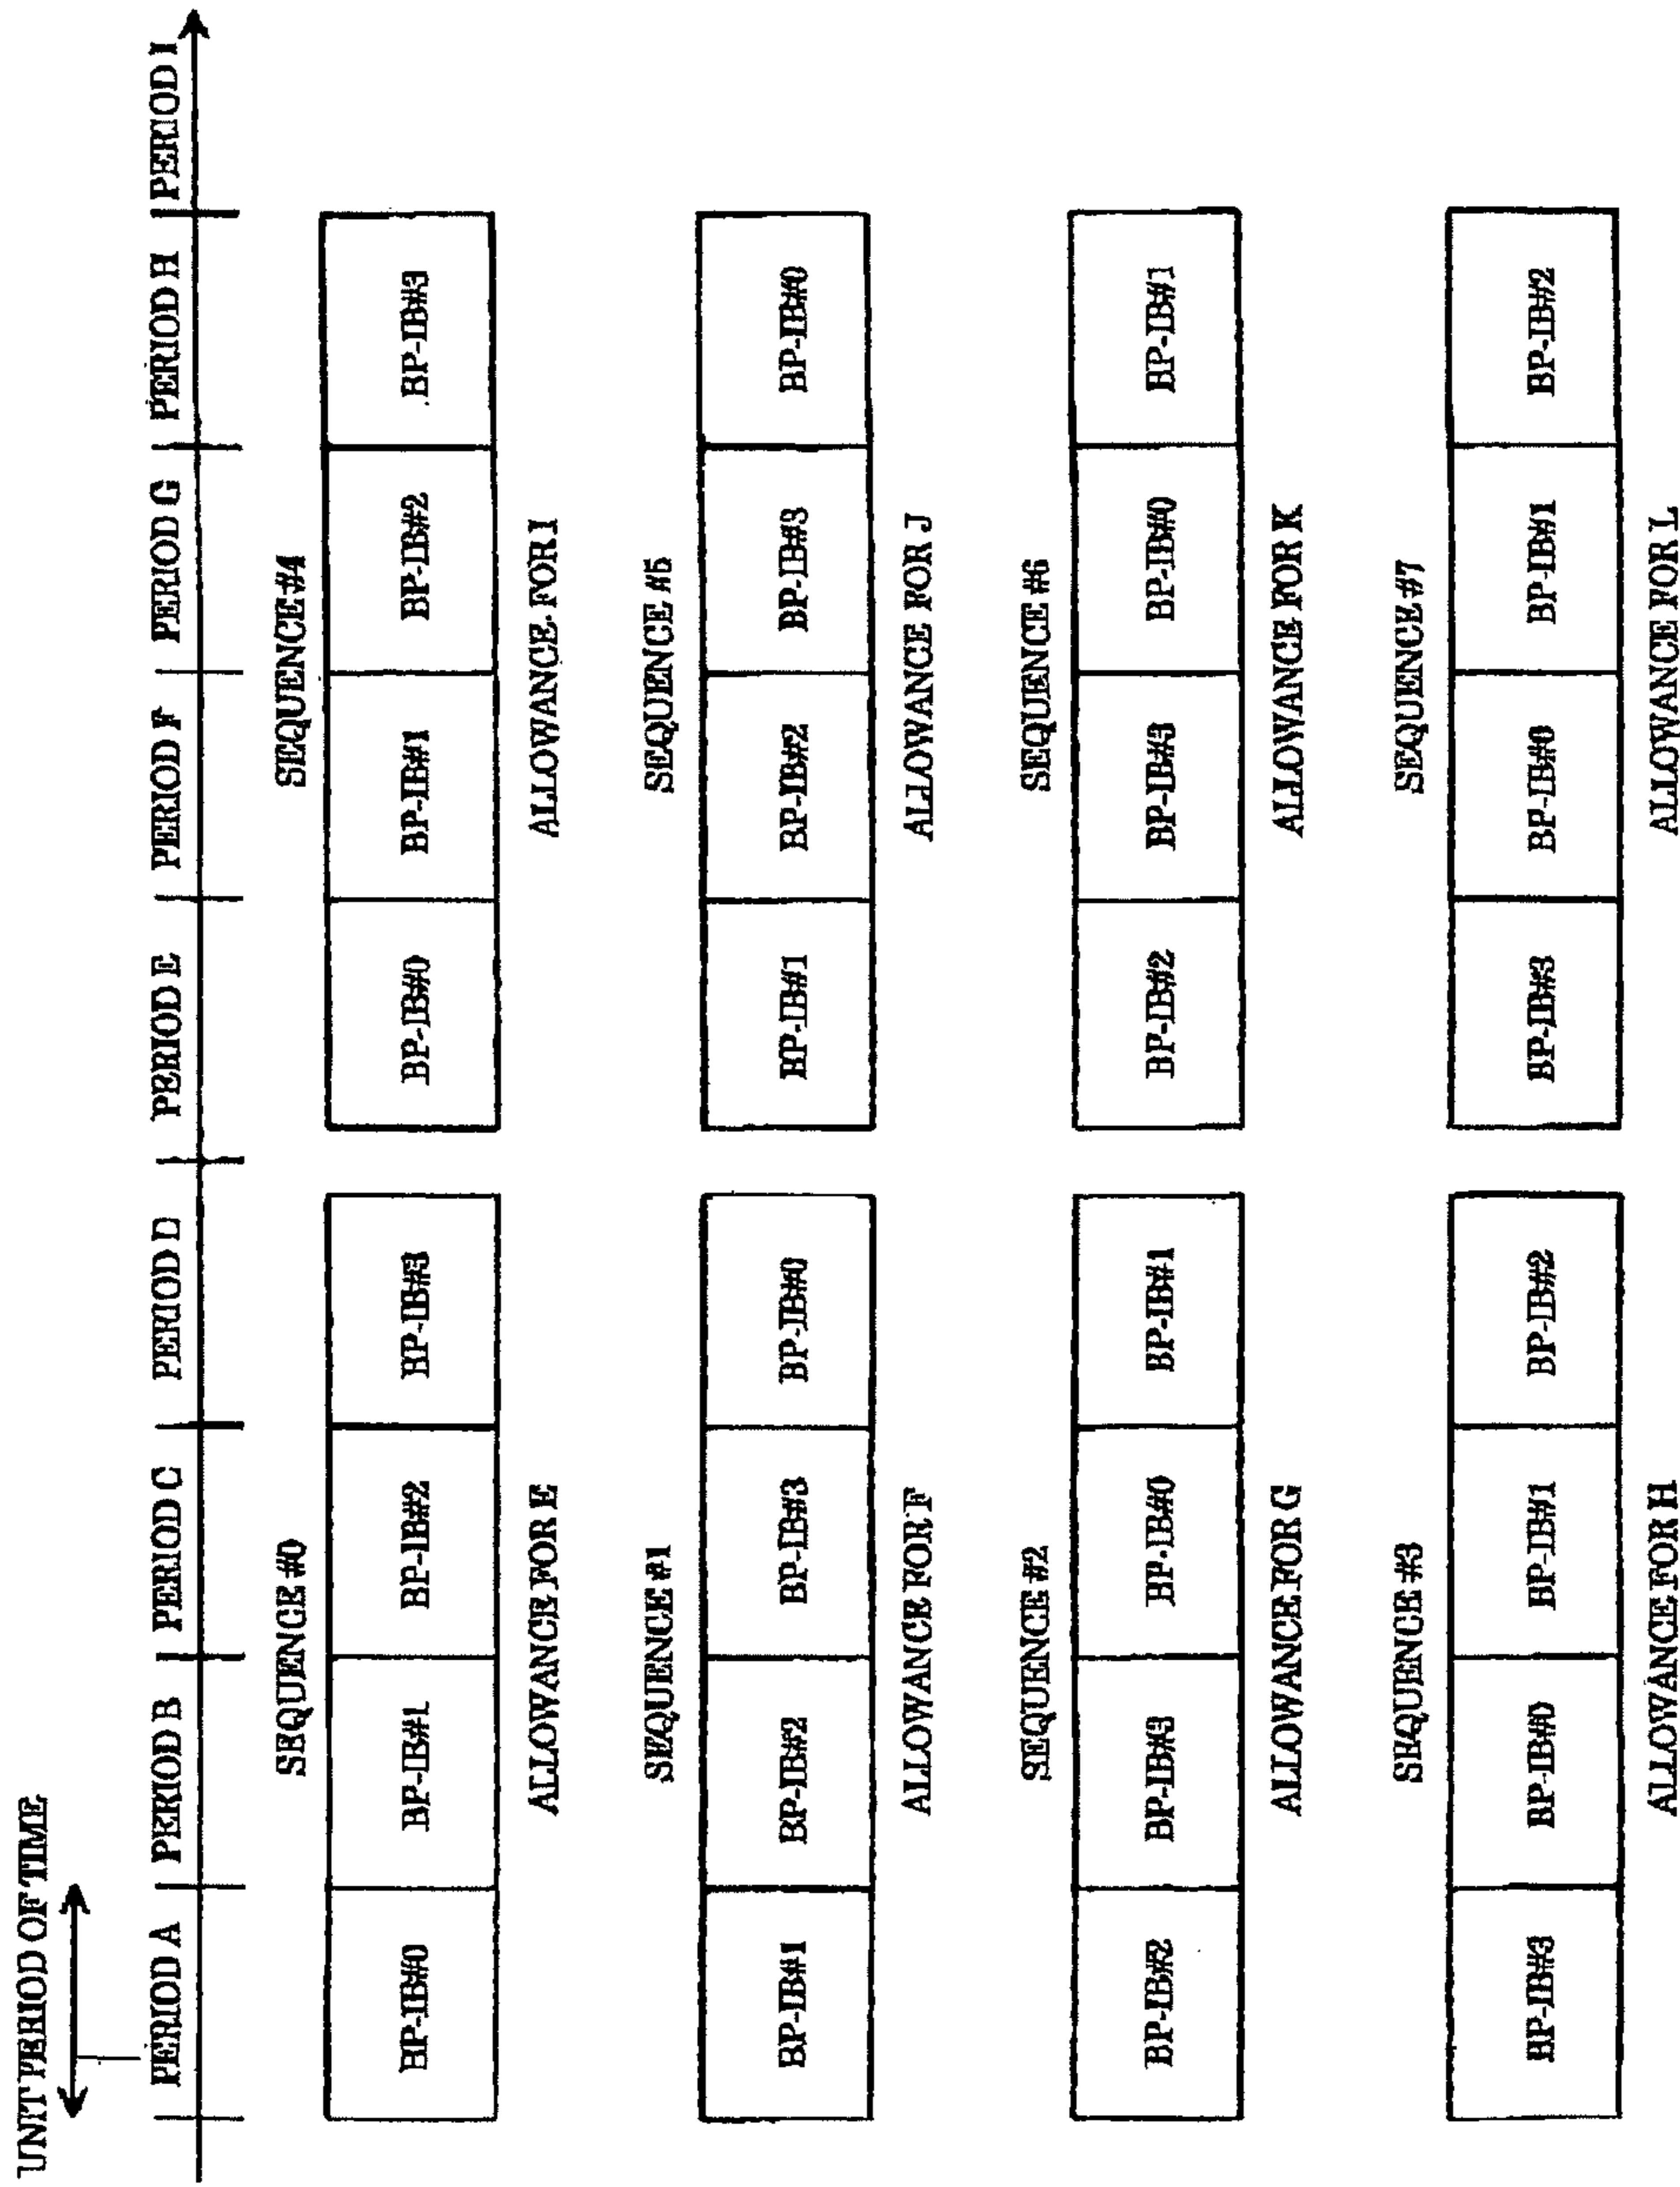 UNIT PERIOD OF TIME
PERIOD A PERIOD B PERIOD C PERIOD D PERIOD E PERIOD F PERIOD G PERIOD H PERIOD I
SEQUENCE #0
BP-IB#0 BP-IB#1 BP-IB#2 BP-IB#3
ALLOWANCE FOR E
SEQUENCE #4
BP-IB#0 BP-IB#1 BP-IB#2 BP-IB#3
ALLOWANCE FOR I
SEQUENCE #1
BP-IB#1 BP-IB#2 BP-IB#3 BP-IB#0
ALLOWANCE FOR F
SEQUENCE #5
BP-IB#1 BP-IB#2 BP-IB#3 BP-IB#0
ALLOWANCE FOR J
SEQUENCE #2
BP-IB#2 BP-IB#3 BP-IB#0 BP-IB#1
ALLOWANCE FOR G
SEQUENCE #6
BP-IB#2 BP-IB#3 BP-IB#0 BP-IB#1
ALLOWANCE FOR K
SEQUENCE #3
BP-IB#3 BP-IB#0 BP-IB#1 BP-IB#2
ALLOWANCE FOR H
SEQUENCE #7
BP-IB#3 BP-IB#0 BP-IB#1 BP-IB#2
ALLOWANCE FOR L